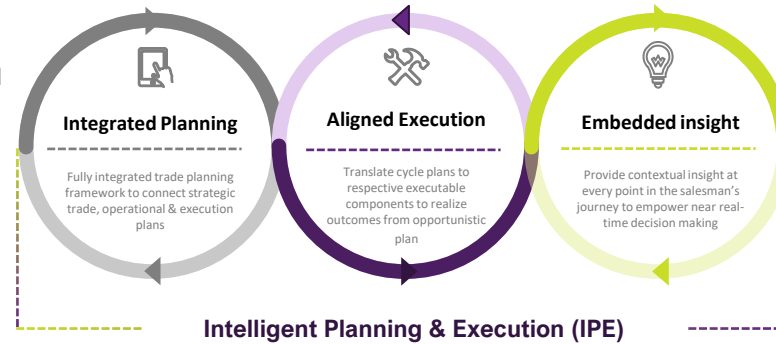 Integrated Planning
Fully integrated trade planning
framework to connect strategic
trade, operational & execution
plans
Aligned Execution
Translate cycle plans to
respective executable
components to realize
outcomes from opportunistic
plan
Embedded insight
Provide contextual insight at
every point in the salesman's
journey to empower near real-
time decision making
Intelligent Planning & Execution (IPE)